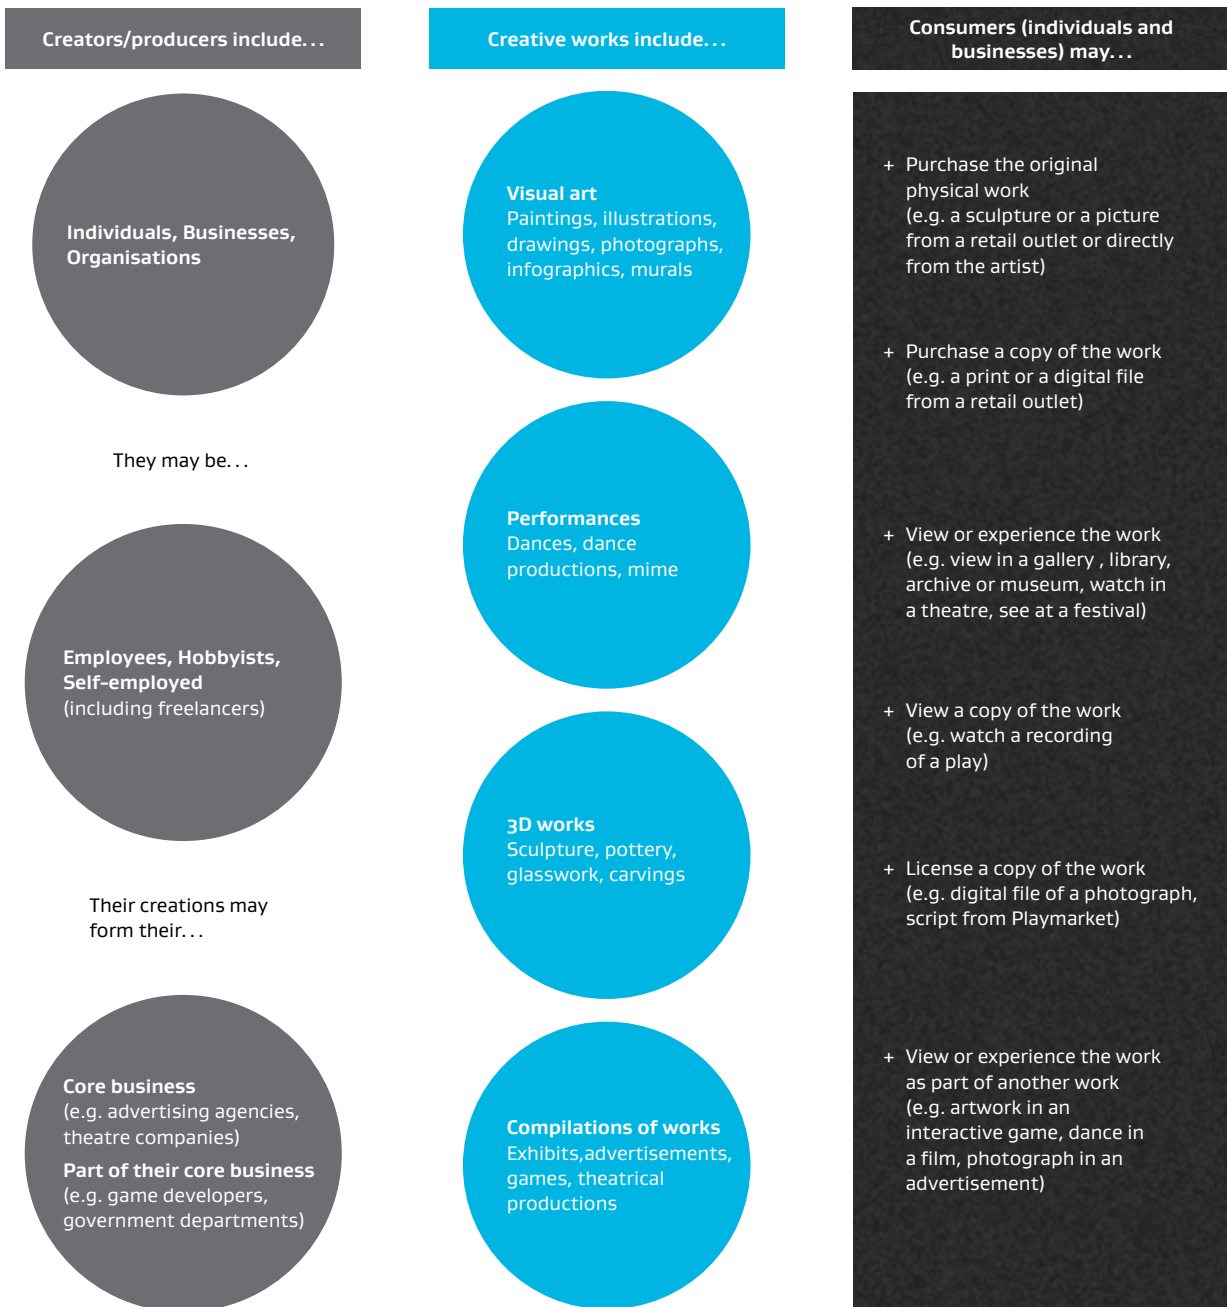 Creators/producers include...
Individuals, Businesses,
Organisations
They may be...
Employees, Hobbyists,
Self-employed
(including freelancers)
Their creations may
form their...
Core business
(e.g. advertising agencies,
theatre companies)
Part of their core business
(e.g. game developers,
government departments)
Creative works include...
Visual art
Paintings, illustrations,
drawings, photographs,
infographics, murals
Performances
Dances, dance
productions, mime
3D works
Sculpture, pottery,
glasswork, carvings
Compilations of works
Exhibits,advertisements,
games, theatrical
productions
Consumers (individuals and
businesses) may...
+ Purchase the original
physical work
(e.g. a sculpture or a picture
from a retail outlet or directly
from the artist)
+ Purchase a copy of the work
(e.g. a print or a digital file
from a retail outlet)
+ View or experience the work
(e.g. view in a gallery , library,
archive or museum, watch in
a theatre, see at a festival)
+ View a copy of the work
(e.g. watch a recording
of a play)
+ License a copy of the work
(e.g. digital file of a photograph,
script from Playmarket)
+ View or experience the work
as part of another work
(e.g. artwork in an
interactive game, dance in
a film, photograph in an
advertisement)